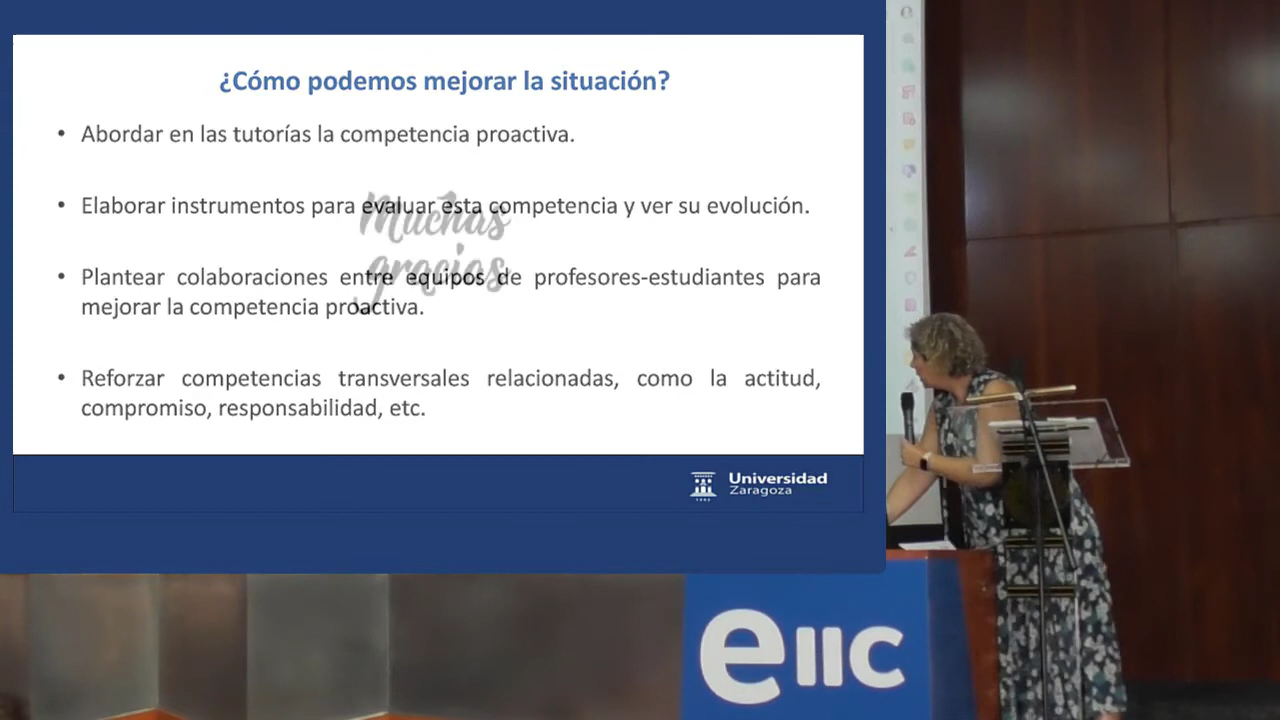 ¿Cómo podemos mejorar la situación?
• Abordar en las tutorías la competencia proactiva.
• Elaborar instrumentos para evaluar esta competencia y ver su evolución.
• Plantear colaboraciones entre equipos de profesores-estudiantes para
mejorar la competencia proactiva.
• Reforzar competencias transversales relacionadas, como la actitud,
compromiso, responsabilidad, etc.
Muchas
gracias
Universidad
Zaragoza
eiic